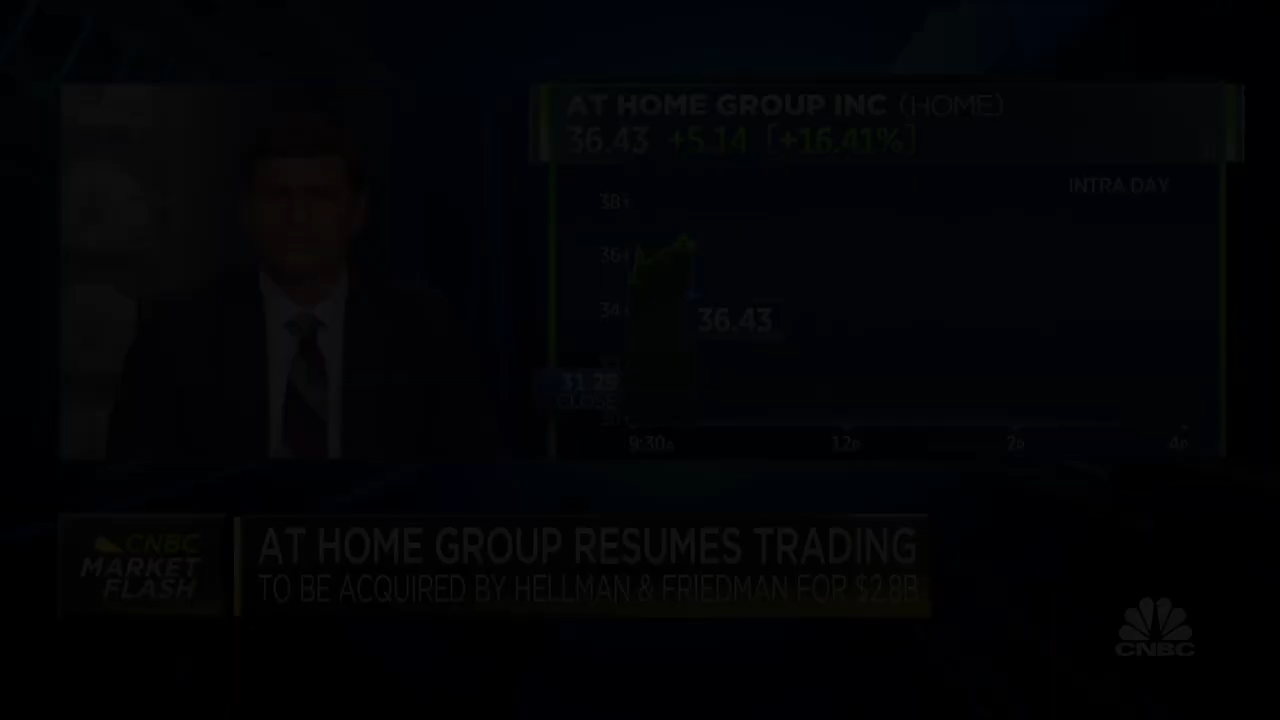 AT HOME GROUP INC (HOME)
36.43 +5.14 [+16.41%]
INTRA DAY
38
36
34
36.43
31.29
CLOSE
30
9:30A 12P 2P 4P
CNBC
MARKET
FLASH
AT HOME GROUP RESUMES TRADING
TO BE ACQUIRED BY HELLMAN & FRIEDMAN FOR $2.8B
CNBC